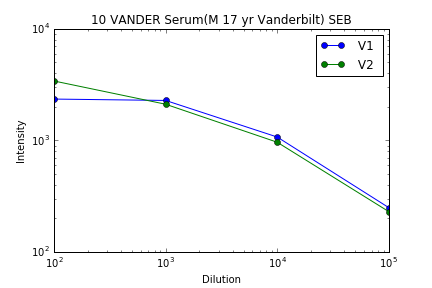 10 VANDER Serum(M 17 yr Vanderbilt) SEB
V1
V2
Intensity
10^4
10^3
10^2
10^2 10^3 10^4 10^5
Dilution